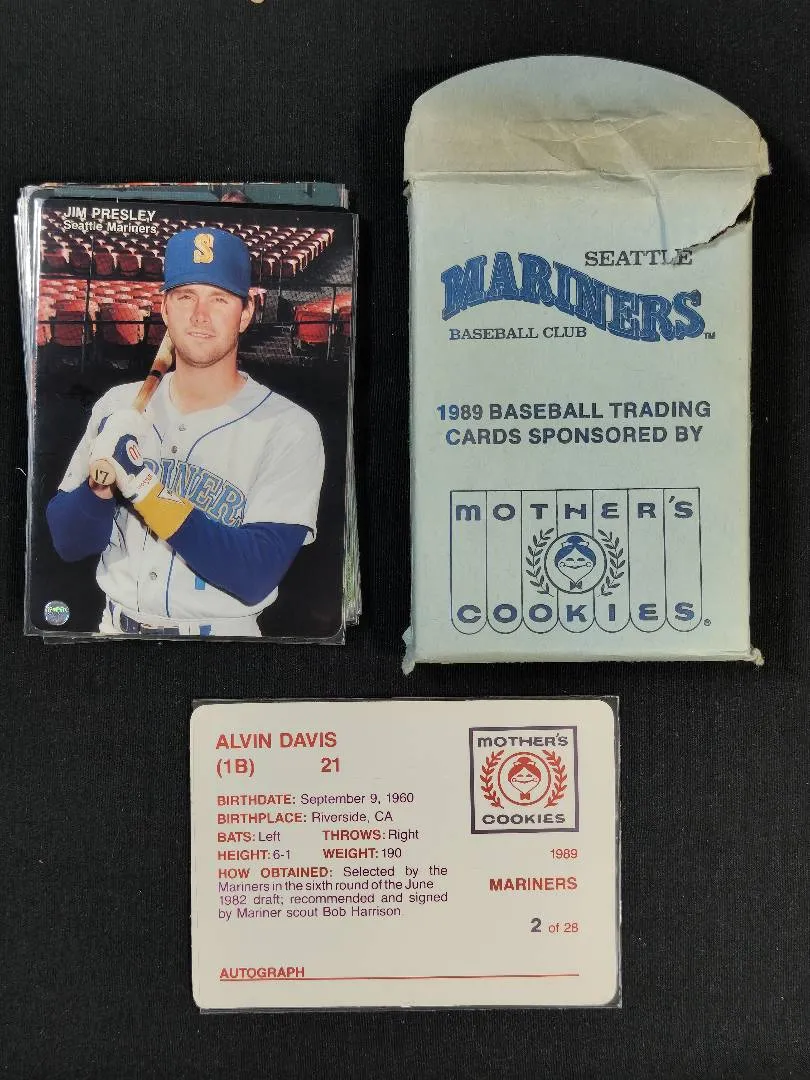 JIM PRESLEY
Seattle Mariners
S
17
SEATTLE
MARINERS™
BASEBALL CLUB
1989 BASEBALL TRADING
CARDS SPONSORED BY
MOTHER'S
COOKIES®
ALVIN DAVIS
(1B) 21
BIRTHDATE: September 9, 1960
BIRTHPLACE: Riverside, CA
BATS: Left THROWS: Right
HEIGHT: 6-1 WEIGHT: 190
HOW OBTAINED: Selected by the
Mariners in the sixth round of the June
1982 draft; recommended and signed
by Mariner scout Bob Harrison.
AUTOGRAPH
MOTHER'S
COOKIES
1989
MARINERS
2 of 28